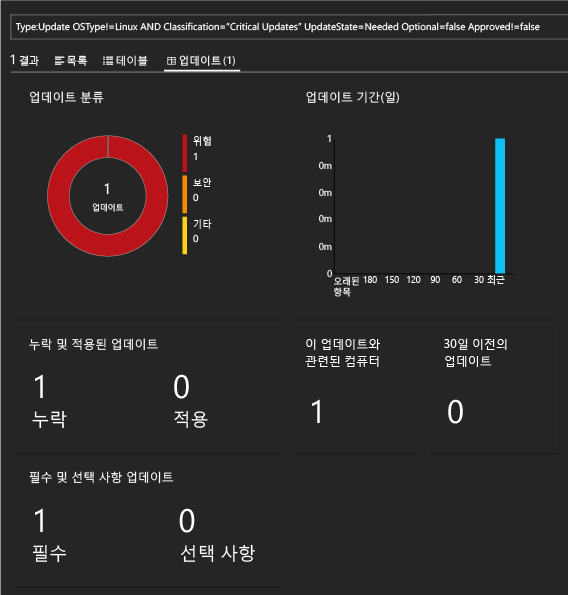 Type:Update OSType!=Linux AND Classification="Critical Updates" UpdateState=Needed Optional=false Approved!=false
1 결과 목록 테이블 업데이트(1)
업데이트 분류
1
업데이트
위험
1
보안
0
기타
0
업데이트 기간(일)
1
0m
0m
0m
0m
0
오래된
항목
180 150 120 90 60 30 최근
누락 및 적용된 업데이트
1 0
누락 적용
이 업데이트와
관련된 컴퓨터
1
30일 이전의
업데이트
0
필수 및 선택 사항 업데이트
1 0
필수 선택 사항